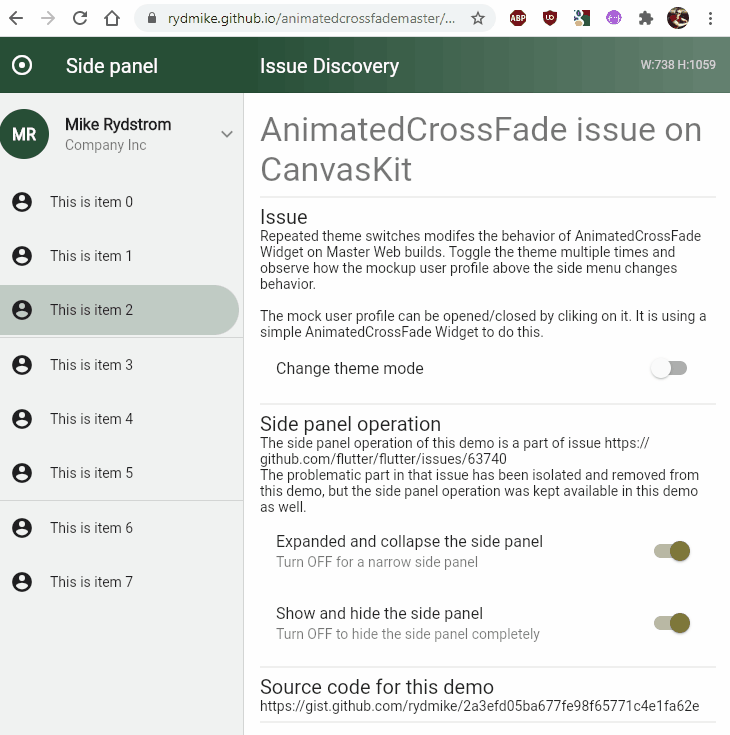 rydmike.github.io/animatedcrossfademaster/...
ABP
UD
Side panel
Issue Discovery
W:738 H:1059
MR
Mike Rydstrom
Company Inc
This is item 0
This is item 1
This is item 2
This is item 3
This is item 4
This is item 5
This is item 6
This is item 7
AnimatedCrossFade issue on
CanvasKit
Issue
Repeated theme switches modifes the behavior of AnimatedCrossFade
Widget on Master Web builds. Toggle the theme multiple times and
observe how the mockup user profile above the side menu changes
behavior.
The mock user profile can be opened/closed by cliking on it. It is using a
simple AnimatedCrossFade Widget to do this.
Change theme mode
Side panel operation
The side panel operation of this demo is a part of issue https://
github.com/flutter/flutter/issues/63740
The problematic part in that issue has been isolated and removed from
this demo, but the side panel operation was kept available in this demo
as well.
Expanded and collapse the side panel
Turn OFF for a narrow side panel
Show and hide the side panel
Turn OFF to hide the side panel completely
Source code for this demo
https://gist.github.com/rydmike/2a3efd05ba677fe98f65771c4e1fa62e